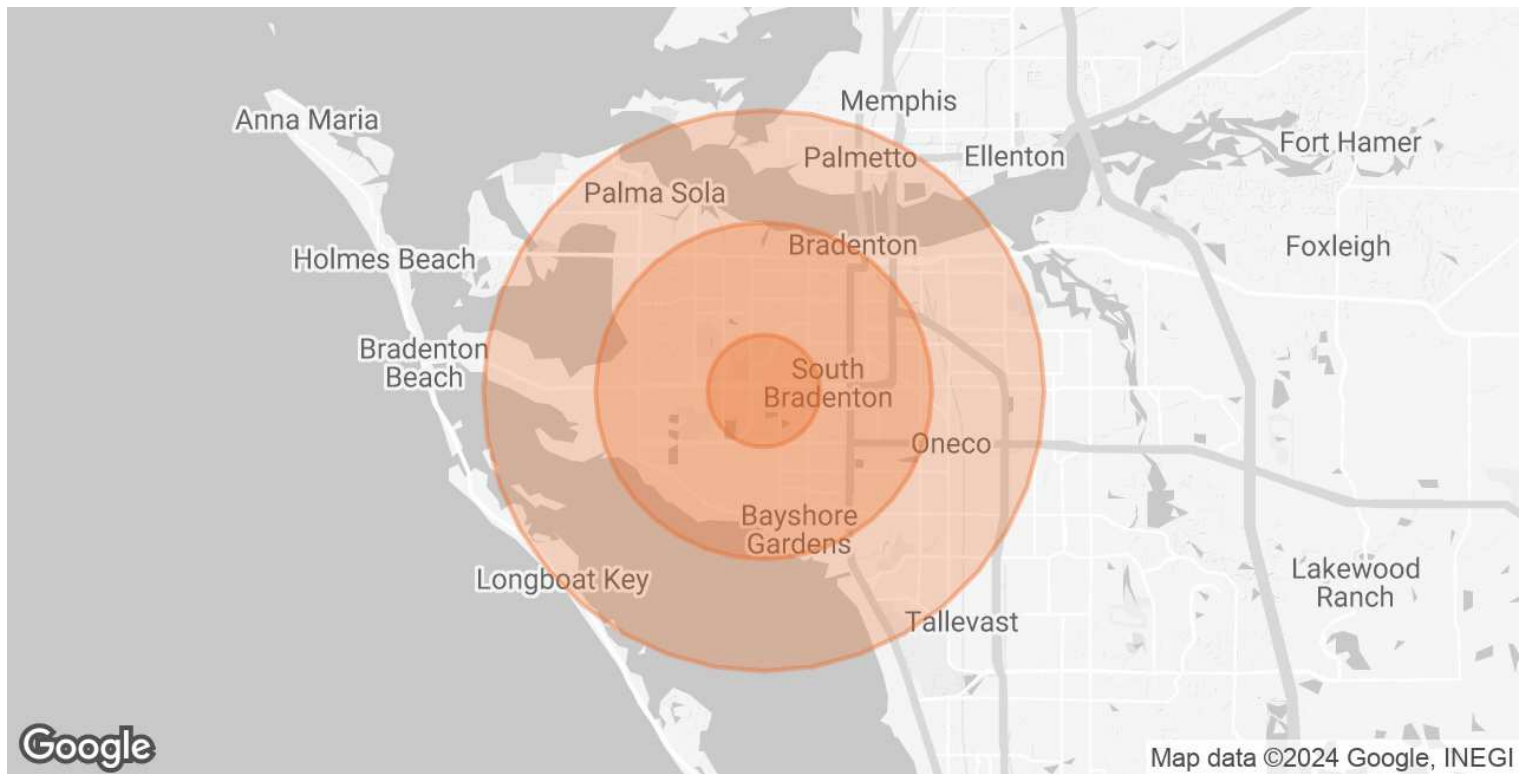 Memphis
Anna Maria
Fort Hamer
Palmetto
Ellenton
Palma Sola
Bradenton
Foxleigh
Holmes Beach
Bradenton
Beach
South
Bradenton
Oneco
Bayshore
Gardens
Longboat Key
Lakewood
Ranch
Tallevast
Google
Map data ©2024 Google, INEGI